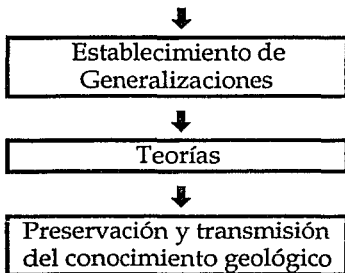 Establecimiento de
Generalizaciones
Teorías
Preservación y transmisión
del conocimiento geológico